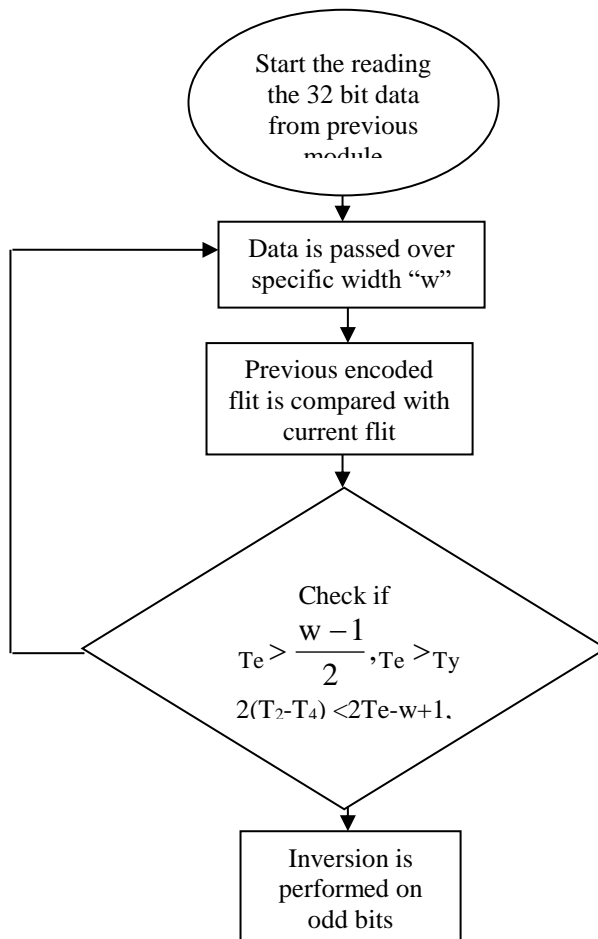 Start the reading
the 32 bit data
from previous
module
Data is passed over
specific width “w”
Previous encoded
flit is compared with
current flit
Check if
Te > (w − 1)/2 , Te > Ty
2(T₂-T₄) <2Te-w+1,
Inversion is
performed on
odd bits